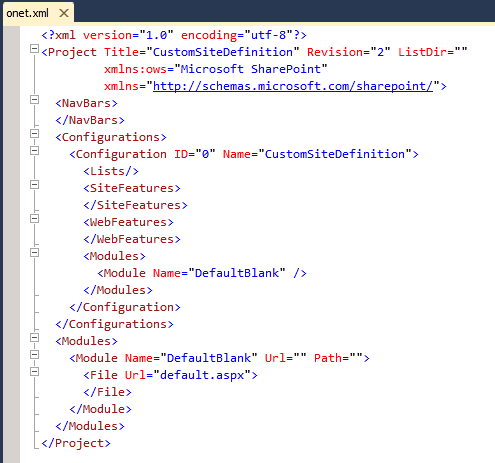 onet.xml
<?xml version="1.0" encoding="utf-8"?>
<Project Title="CustomSiteDefinition" Revision="2" ListDir=""
xmlns:ows="Microsoft SharePoint"
xmlns="http://schemas.microsoft.com/sharepoint/">
<NavBars>
</NavBars>
<Configurations>
<Configuration ID="0" Name="CustomSiteDefinition">
<Lists/>
<SiteFeatures>
</SiteFeatures>
<WebFeatures>
</WebFeatures>
<Modules>
<Module Name="DefaultBlank" />
</Modules>
</Configuration>
</Configurations>
<Modules>
<Module Name="DefaultBlank" Url="" Path="">
<File Url="default.aspx">
</File>
</Module>
</Modules>
</Project>